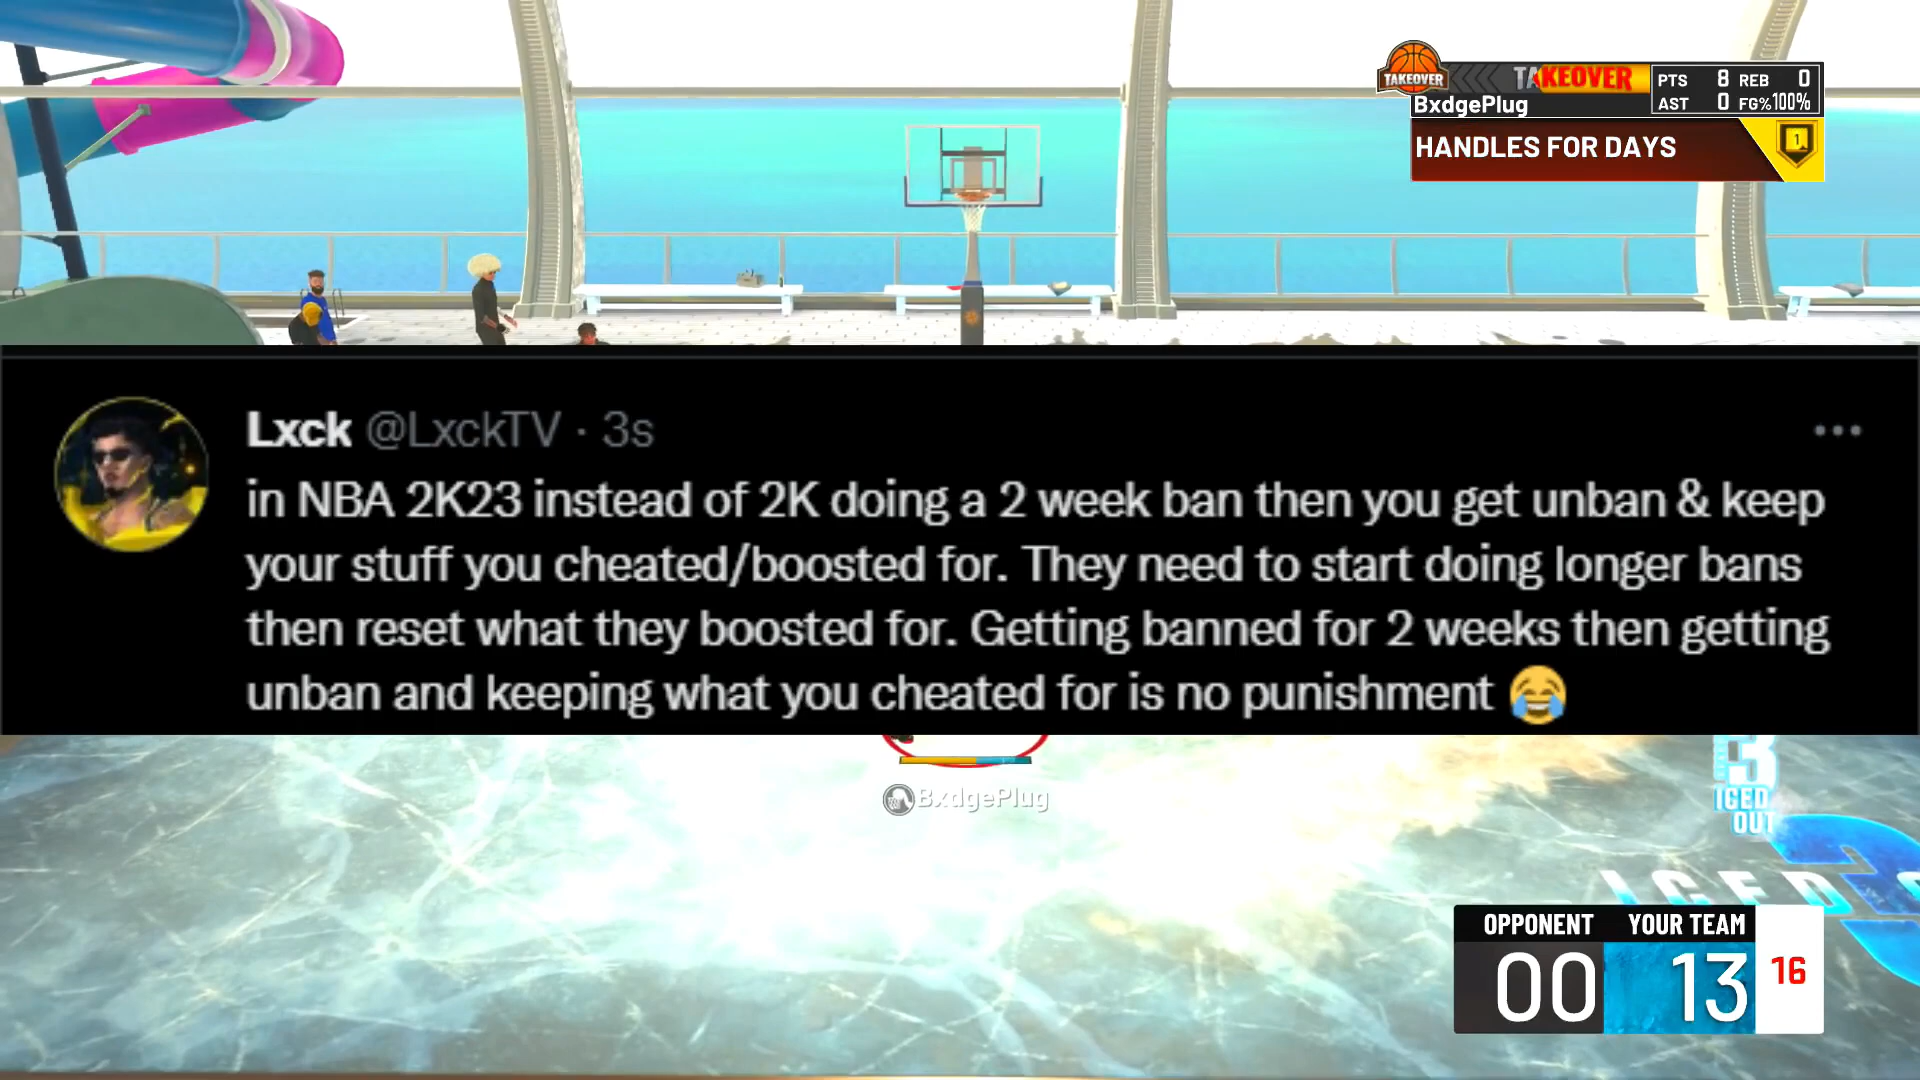 TAKEOVER
TAKEOVER
PTS 8 REB 0
BxdgePlug
AST 0 FG% 100%
HANDLES FOR DAYS
1
Lxck @LxckTV · 3s
in NBA 2K23 instead of 2K doing a 2 week ban then you get unban & keep
your stuff you cheated/boosted for. They need to start doing longer bans
then reset what they boosted for. Getting banned for 2 weeks then getting
unban and keeping what you cheated for is no punishment 😂
BxdgePlug
3
ICED
OUT
ICED
OPPONENT YOUR TEAM
00 13 16